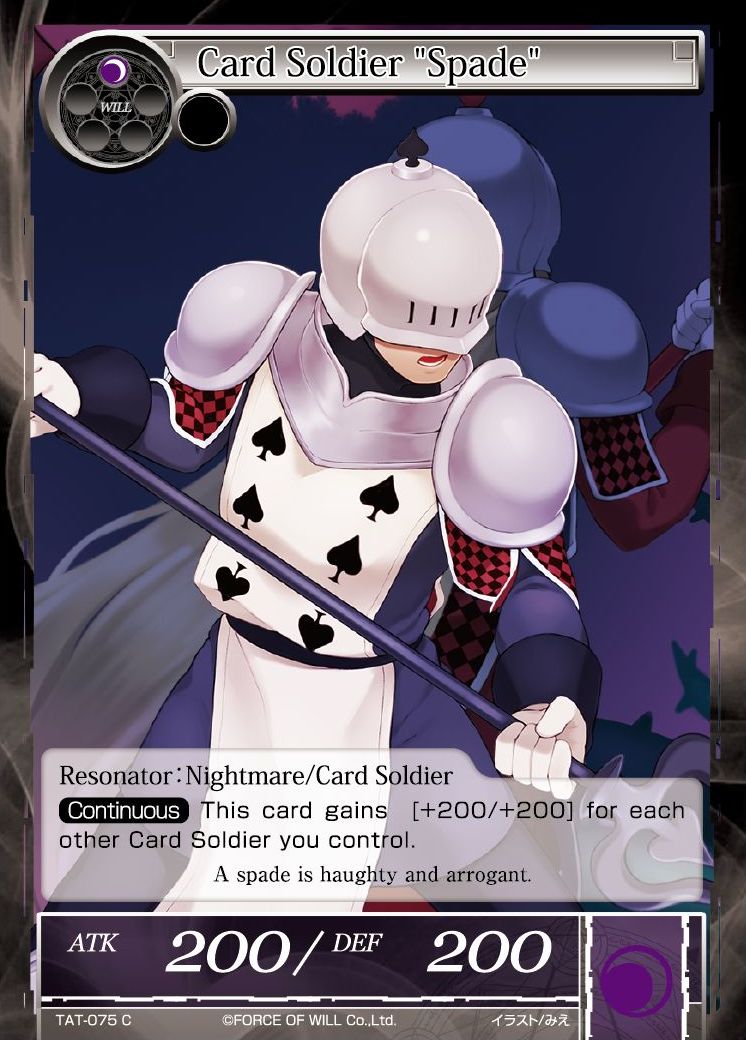 Card Soldier "Spade"
WILL
Resonator:Nightmare/Card Soldier
Continuous This card gains [+200/+200] for each
other Card Soldier you control.
A spade is haughty and arrogant.
ATK 200/ DEF 200
TAT-075 C ©FORCE OF WILL Co.,Ltd. イラスト/みえ